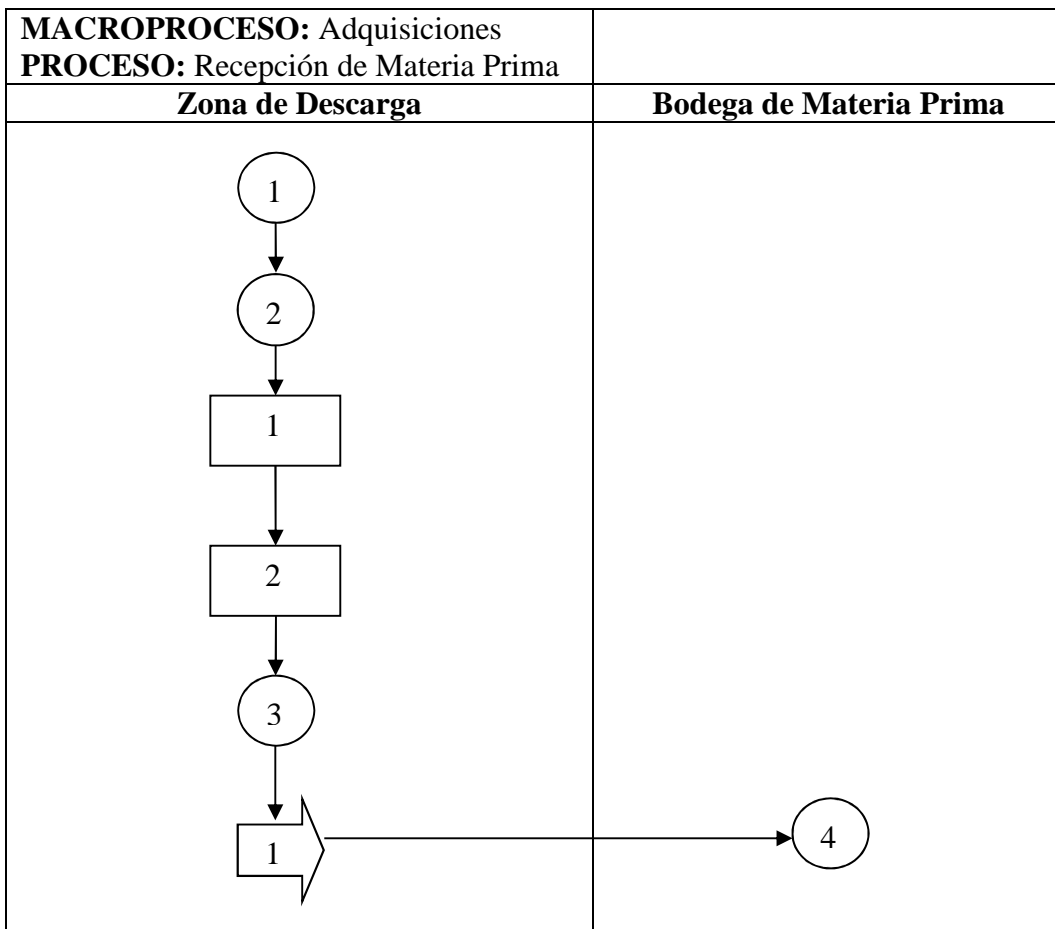 MACROPROCESO: Adquisiciones
PROCESO: Recepción de Materia Prima
Zona de Descarga
Bodega de Materia Prima
1
2
1
2
3
1
4